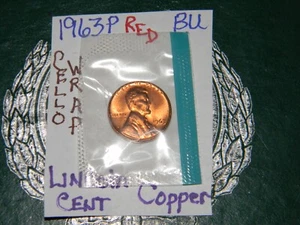 1963P RED BU
CELLO
WRAP
LINCOLN
CENT Copper